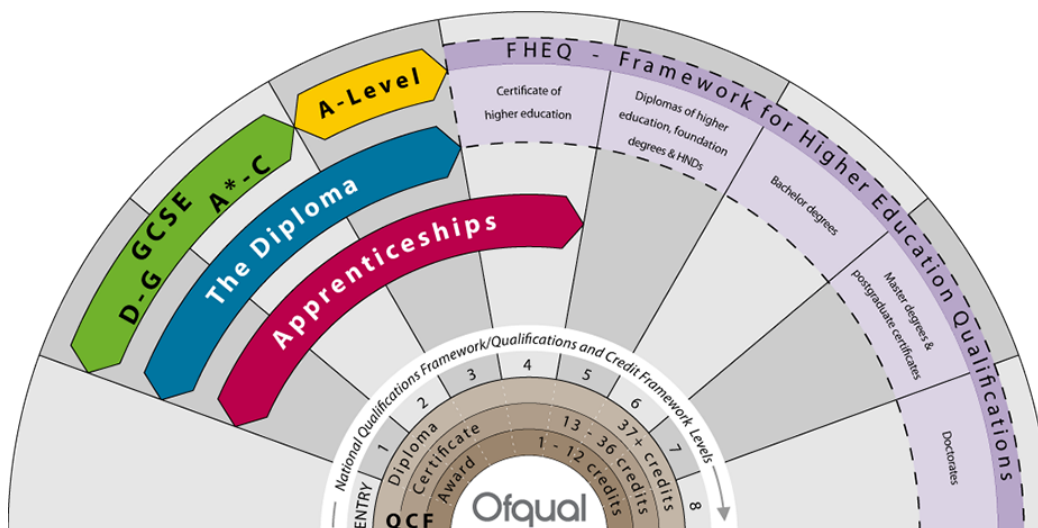 FHEQ - Framework for Higher Education Qualifications
A-Level
Certificate of
higher education
Diplomas of higher
education, foundation
degrees & HNDs
Bachelor degrees
Master degrees &
postgraduate certificates
Doctorates
GCSE
D-G A*-C
The Diploma
Apprenticeships
National Qualifications Framework/Qualifications and Credit Framework Levels
ENTRY
1
2
3
4
5
6
7
8
Diploma
37+ credits
Certificate
13 - 36 credits
Award
1 - 12 credits
QCF
Ofqual